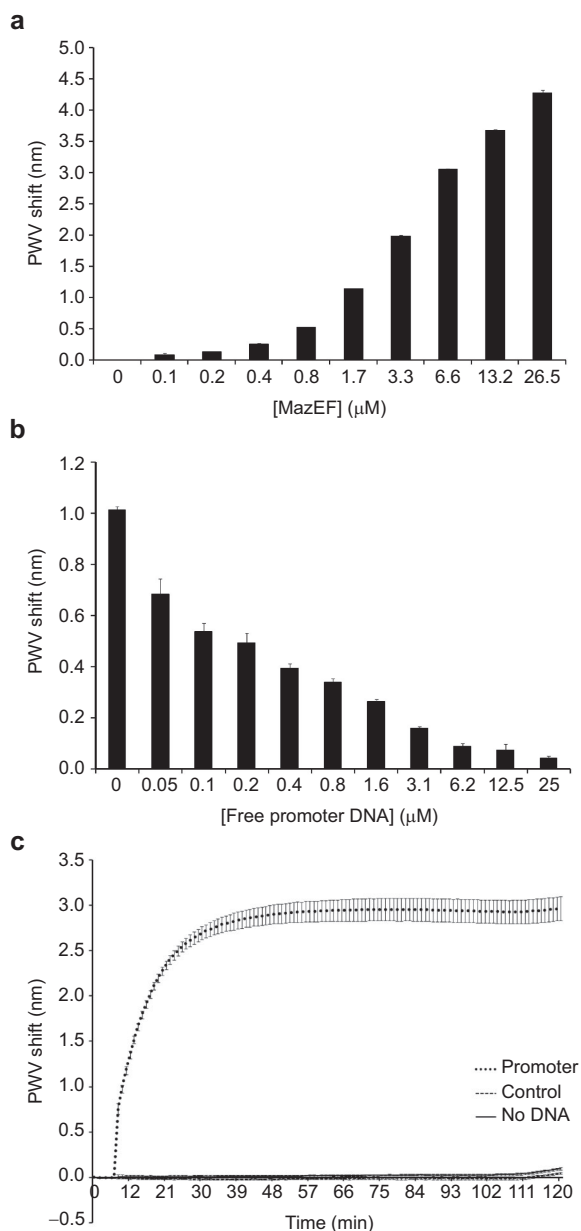 a
5.0
4.5
4.0
3.5
3.0
2.5
2.0
1.5
1.0
0.5
0.0
PWV shift (nm)
0 0.1 0.2 0.4 0.8 1.7 3.3 6.6 13.2 26.5
[MazEF] (μM)
b
1.2
1.0
0.8
0.6
0.4
0.2
0.0
PWV shift (nm)
0 0.05 0.1 0.2 0.4 0.8 1.6 3.1 6.2 12.5 25
[Free promoter DNA] (μM)
c
3.5
3.0
2.5
2.0
1.5
1.0
0.5
0.0
−0.5
PWV shift (nm)
Promoter
Control
No DNA
0 12 21 30 39 48 57 66 75 84 93 102 111 120
Time (min)